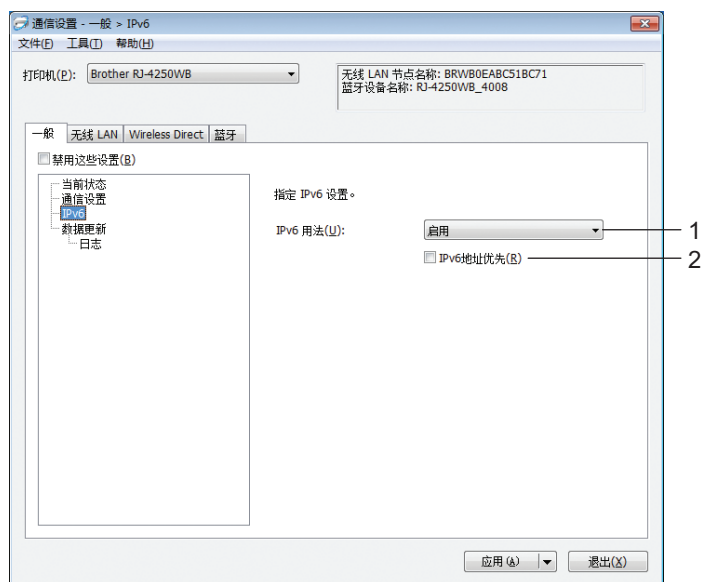 通信设置 - 一般 > IPv6
文件(F) 工具(T) 帮助(H)
打印机(P): Brother RJ-4250WB
无线 LAN 节点名称: BRWB0EABC51BC71
蓝牙设备名称: RJ-4250WB_4008
一般 无线 LAN Wireless Direct 蓝牙
禁用这些设置(B)
当前状态
通信设置
IPv6
数据更新
日志
指定 IPv6 设置。
IPv6 用法(U): 启用 1
IPv6地址优先(R) 2
应用(A) 退出(X)